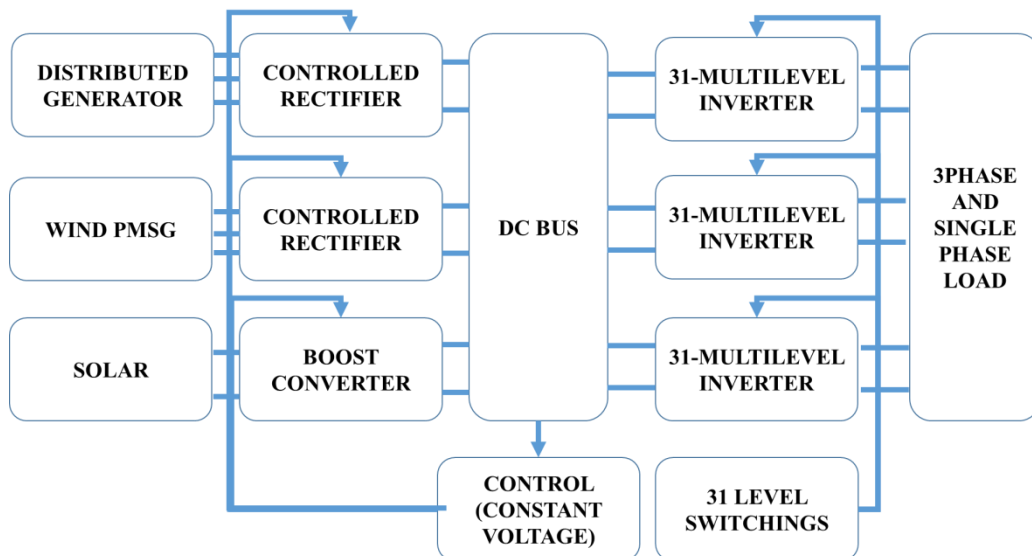 DISTRIBUTED
GENERATOR
CONTROLLED
RECTIFIER
31-MULTILEVEL
INVERTER
WIND PMSG
CONTROLLED
RECTIFIER
DC BUS
31-MULTILEVEL
INVERTER
3PHASE
AND
SINGLE
PHASE
LOAD
SOLAR
BOOST
CONVERTER
31-MULTILEVEL
INVERTER
CONTROL
(CONSTANT
VOLTAGE)
31 LEVEL
SWITCHINGS